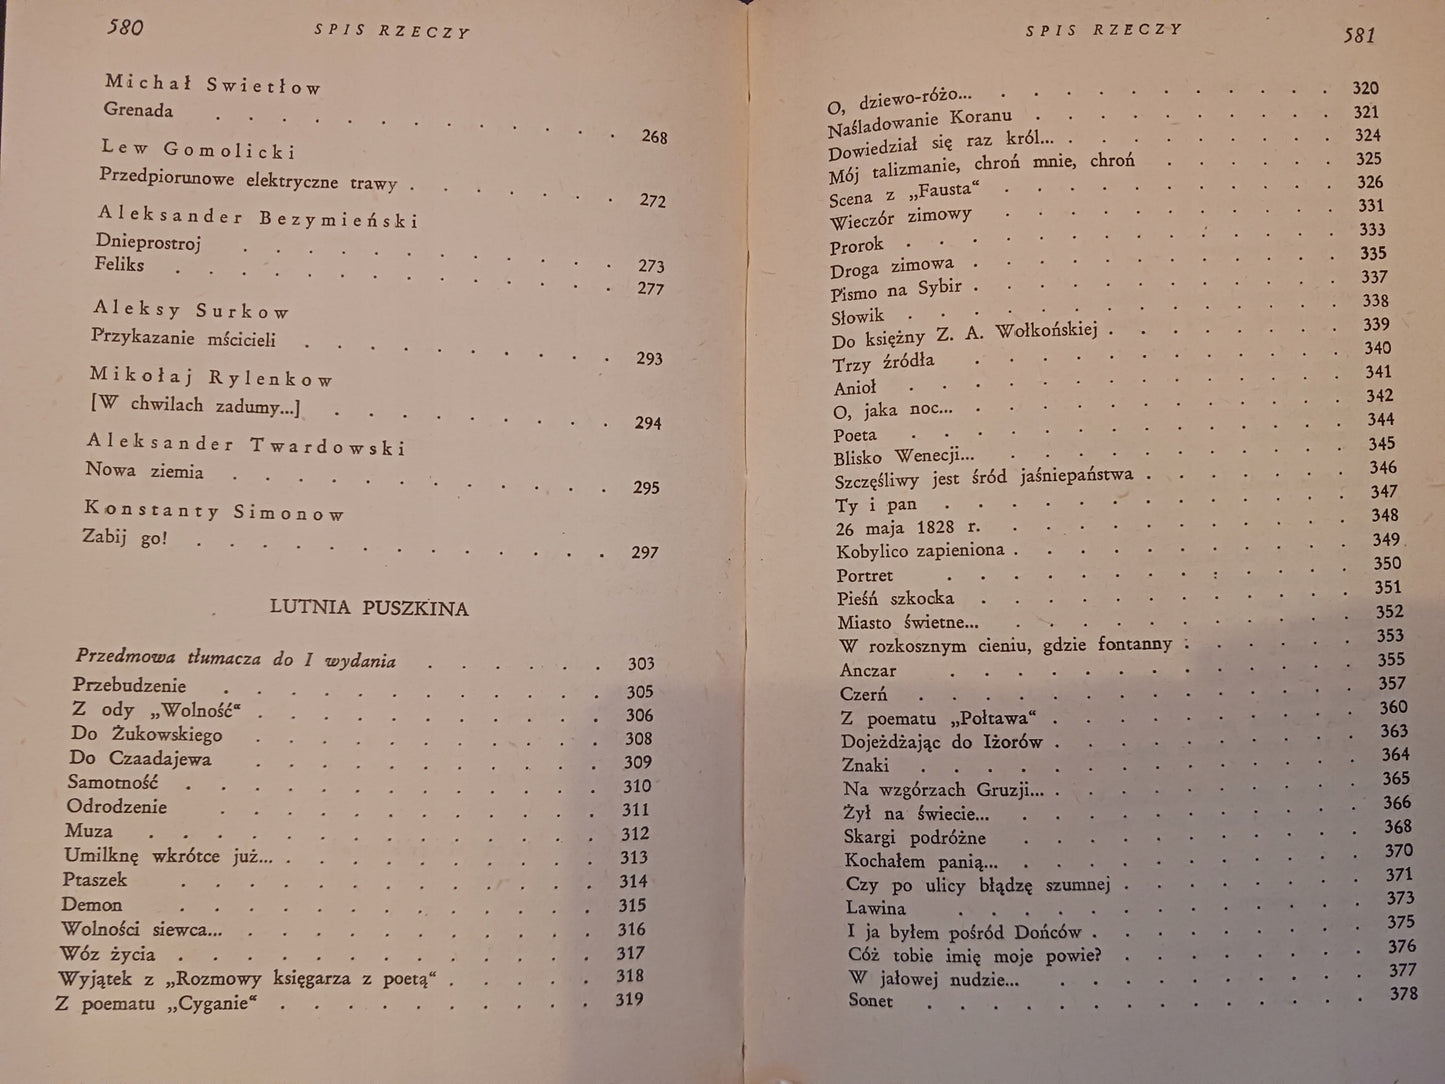 580
SPIS RZECZY
Michał Swietłow
Grenada . . . . . . . . . . . . . 268
Lew Gomolicki
Przedpiorunowe elektryczne trawy . . . . . . . 272
Aleksander Bezymieński
Dnieprostroj . . . . . . . . . . . . 273
Feliks . . . . . . . . . . . . . . 277
Aleksy Surkow
Przykazanie mścicieli . . . . . . . . . . 293
Mikołaj Rylenkow
[W chwilach zadumy...] . . . . . . . . . 294
Aleksander Twardowski
Nowa ziemia . . . . . . . . . . . . 295
Konstanty Simonow
Zabij go! . . . . . . . . . . . . . 297
LUTNIA PUSZKINA
Przedmowa tłumacza do I wydania . . . . . . 303
Przebudzenie . . . . . . . . . . . . 305
Z ody „Wolność“ . . . . . . . . . . . 306
Do Żukowskiego . . . . . . . . . . . 308
Do Czaadajewa . . . . . . . . . . . 309
Samotność . . . . . . . . . . . . . 310
Odrodzenie . . . . . . . . . . . . 311
Muza . . . . . . . . . . . . . . 312
Umilknę wkrótce już... . . . . . . . . . . 313
Ptaszek . . . . . . . . . . . . . 314
Demon . . . . . . . . . . . . . 315
Wolności siewca... . . . . . . . . . . . 316
Wóz życia . . . . . . . . . . . . . 317
Wyjątek z „Rozmowy księgarza z poetą“ . . . . . 318
Z poematu „Cyganie“ . . . . . . . . . . 319
SPIS RZECZY
581
O, dziewo-różo... . . . . . . . . . . . 320
Naśladowanie Koranu . . . . . . . . . . 321
Dowiedział się raz król... . . . . . . . . . 324
Mój talizmanie, chroń mnie, chroń . . . . . . 325
Scena z „Fausta“ . . . . . . . . . . . 326
Wieczór zimowy . . . . . . . . . . . 331
Prorok . . . . . . . . . . . . . 333
Droga zimowa . . . . . . . . . . . . 335
Pismo na Sybir . . . . . . . . . . . . 337
Słowik . . . . . . . . . . . . . 338
Do księżny Z. A. Wołkońskiej . . . . . . . . 339
Trzy źródła . . . . . . . . . . . . 340
Anioł . . . . . . . . . . . . . 341
O, jaka noc... . . . . . . . . . . . . 342
Poeta . . . . . . . . . . . . . 344
Blisko Wenecji... . . . . . . . . . . . 345
Szczęśliwy jest śród jaśniepaństwa . . . . . . . 346
Ty i pan . . . . . . . . . . . . . 347
26 maja 1828 r. . . . . . . . . . . . 348
Kobylico zapieniona . . . . . . . . . . . 349
Portret . . . . . . . . . . . . . 350
Pieśń szkocka . . . . . . . . . . . . 351
Miasto świetne... . . . . . . . . . . . 352
W rozkosznym cieniu, gdzie fontanny . . . . . . 353
Anczar . . . . . . . . . . . . . 355
Czerń . . . . . . . . . . . . . . 357
Z poematu „Połtawa“ . . . . . . . . . . 360
Dojeżdżając do Iżorów . . . . . . . . . . 363
Znaki . . . . . . . . . . . . . . 364
Na wzgórzach Gruzji... . . . . . . . . . . 365
Żył na świecie... . . . . . . . . . . . 366
Skargi podróżne . . . . . . . . . . . 368
Kochałem panią... . . . . . . . . . . . 370
Czy po ulicy błądzę szumnej . . . . . . . . 371
Lawina . . . . . . . . . . . . . 373
I ja byłem pośród Dońców . . . . . . . . . 375
Cóż tobie imię moje powie? . . . . . . . . 376
W jałowej nudzie... . . . . . . . . . . 377
Sonet . . . . . . . . . . . . . . 378